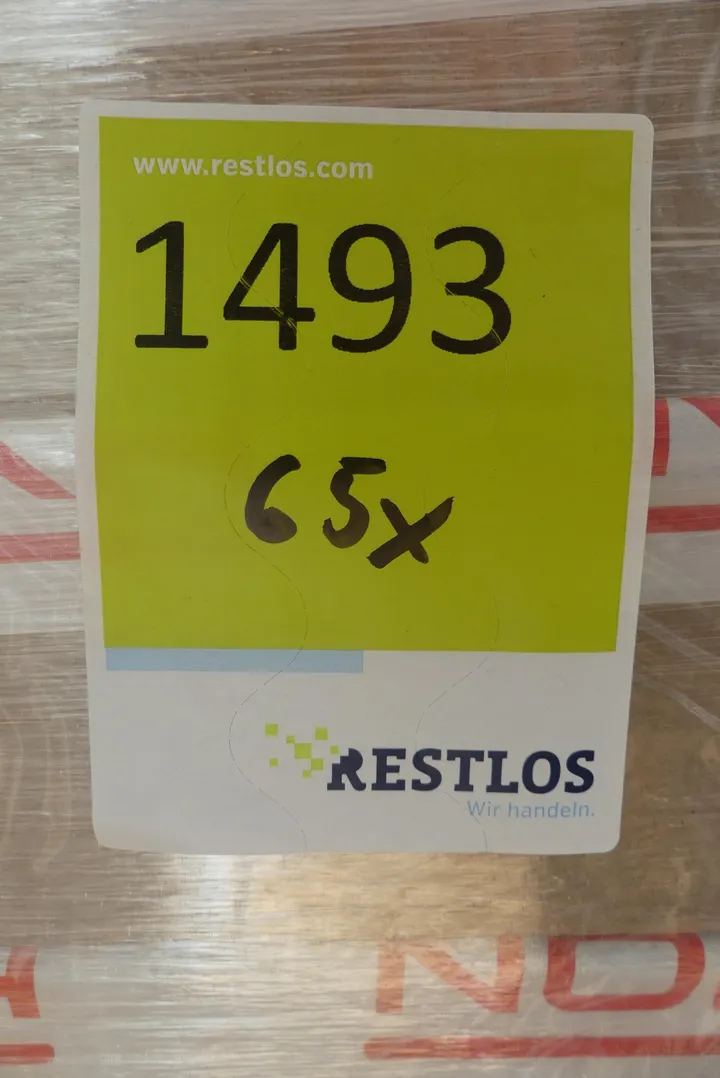 www.restlos.com
1493
65x
RESTLOS
Wir handeln.